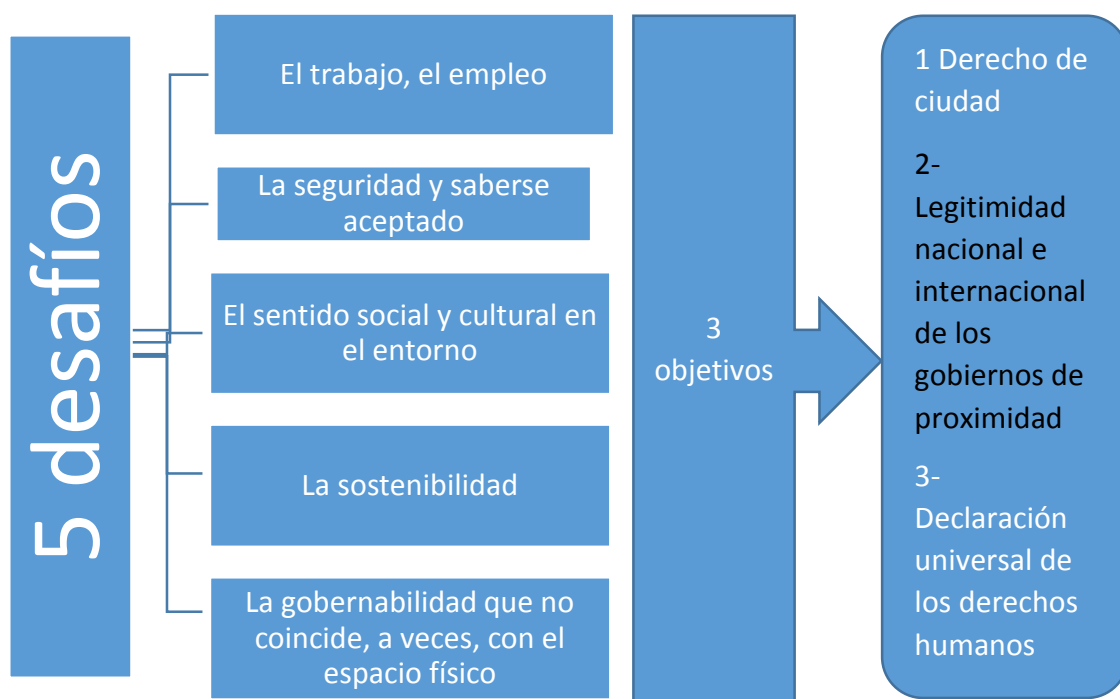 5 desafíos
El trabajo, el empleo
La seguridad y saberse
aceptado
El sentido social y cultural en
el entorno
La sostenibilidad
La gobernabilidad que no
coincide, a veces, con el
espacio físico
3
objetivos
1 Derecho de
ciudad
2-
Legitimidad
nacional e
internacional
de los
gobiernos de
proximidad
3-
Declaración
universal de
los derechos
humanos